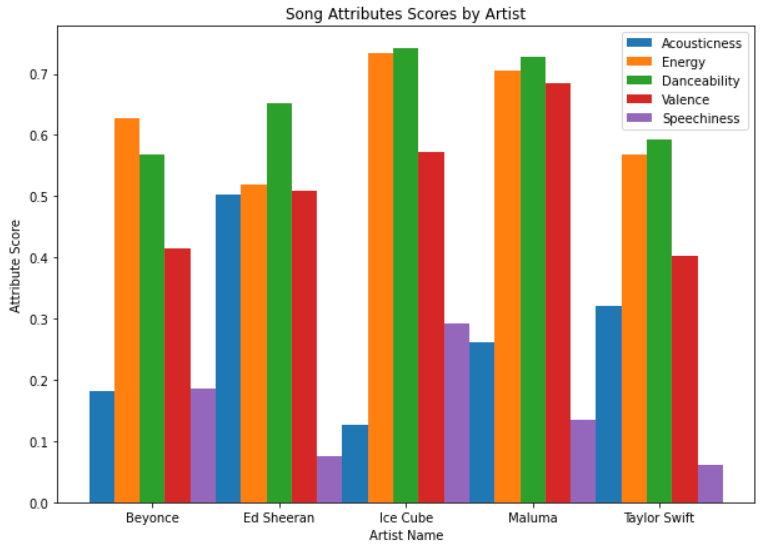 Song Attributes Scores by Artist
Acousticness
Energy
Danceability
Valence
Speechiness
Attribute Score
0.7
0.6
0.5
0.4
0.3
0.2
0.1
0.0
Beyonce Ed Sheeran Ice Cube Maluma Taylor Swift
Artist Name